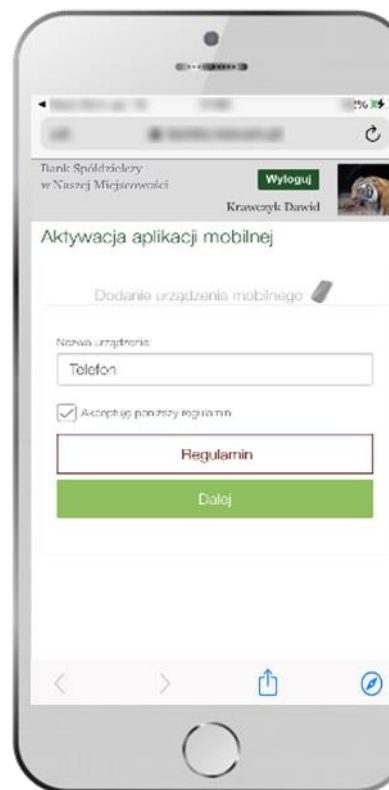 Bank Spółdzielczy
w Naszej Miejscowości
Wyloguj
Krawczyk Dawid
Aktywacja aplikacji mobilnej
Dodanie urządzenia mobilnego
Nazwa urządzenia:
Telefon
Akceptuję poniższy regulamin
Regulamin
Dalej